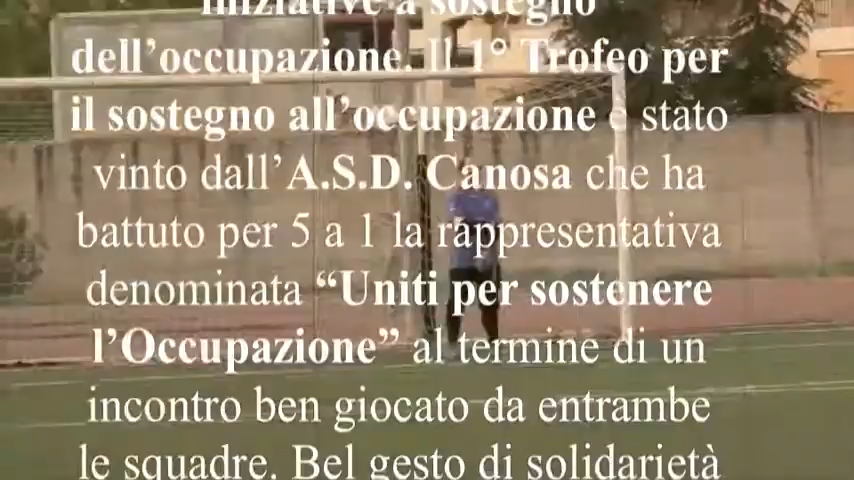 iniziative a sostegno
dell’occupazione. Il 1° Trofeo per
il sostegno all’occupazione è stato
vinto dall’A.S.D. Canosa che ha
battuto per 5 a 1 la rappresentativa
denominata “Uniti per sostenere
l’Occupazione” al termine di un
incontro ben giocato da entrambe
le squadre. Bel gesto di solidarietà